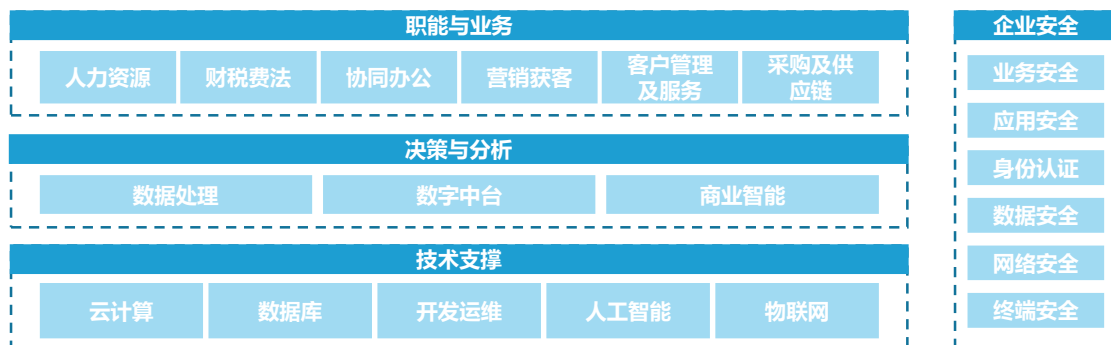 职能与业务
人力资源
财税费法
协同办公
营销获客
客户管理
及服务
采购及供
应链
决策与分析
数据处理
数字中台
商业智能
技术支撑
云计算
数据库
开发运维
人工智能
物联网
企业安全
业务安全
应用安全
身份认证
数据安全
网络安全
终端安全